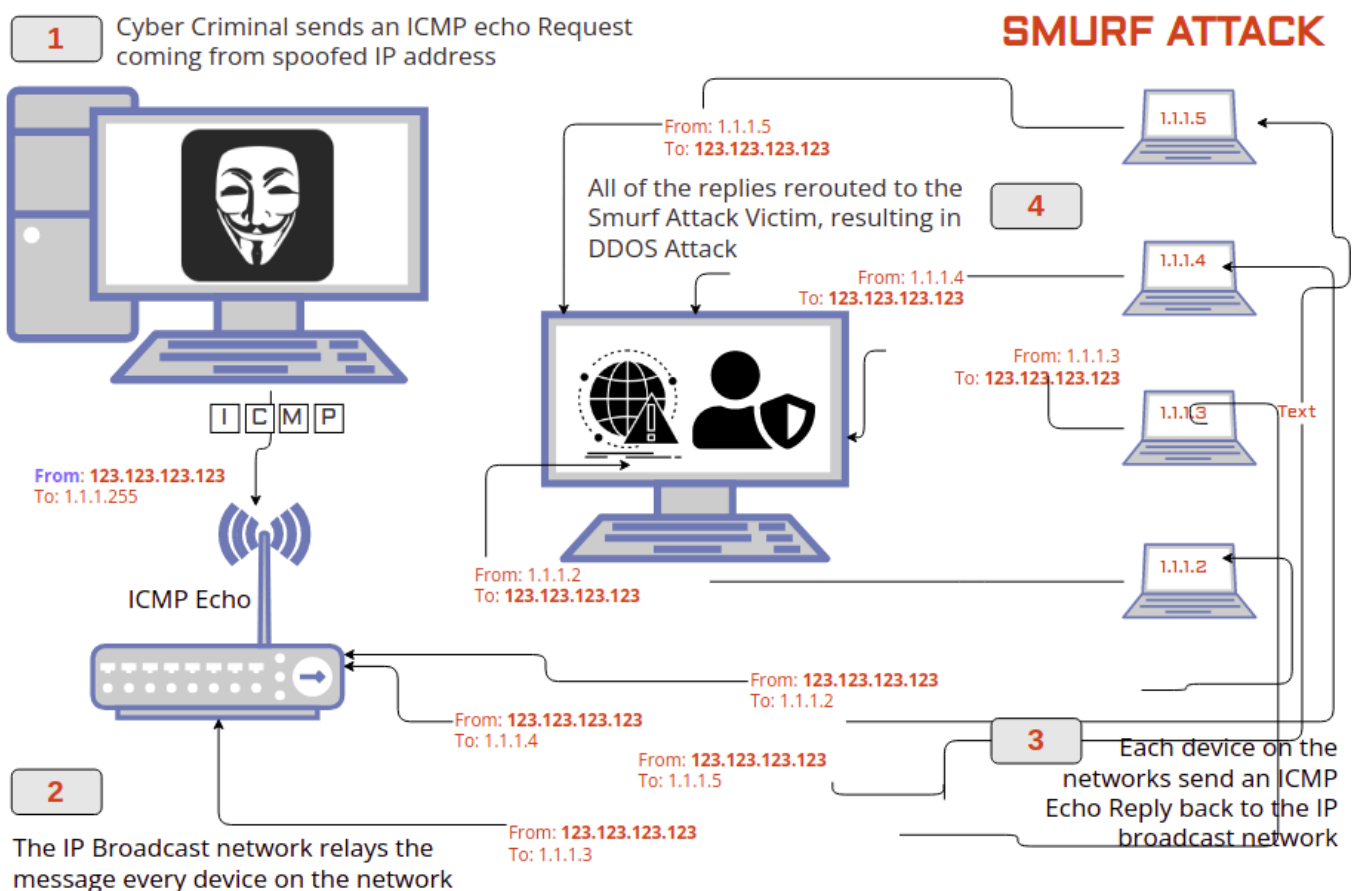 SMURF ATTACK
1
Cyber Criminal sends an ICMP echo Request
coming from spoofed IP address
From: 1.1.1.5
To: 123.123.123.123
1.1.1.5
All of the replies rerouted to the
Smurf Attack Victim, resulting in
DDOS Attack
4
From: 1.1.1.4
To: 123.123.123.123
1.1.1.4
From: 1.1.1.3
To: 123.123.123.123
1.1.1.3
Text
I C M P
From: 123.123.123.123
To: 1.1.1.255
ICMP Echo
From: 1.1.1.2
To: 123.123.123.123
1.1.1.2
From: 123.123.123.123
To: 1.1.1.2
From: 123.123.123.123
To: 1.1.1.4
From: 123.123.123.123
To: 1.1.1.5
3
Each device on the
networks send an ICMP
Echo Reply back to the IP
broadcast network
2
The IP Broadcast network relays the
message every device on the network
From: 123.123.123.123
To: 1.1.1.3